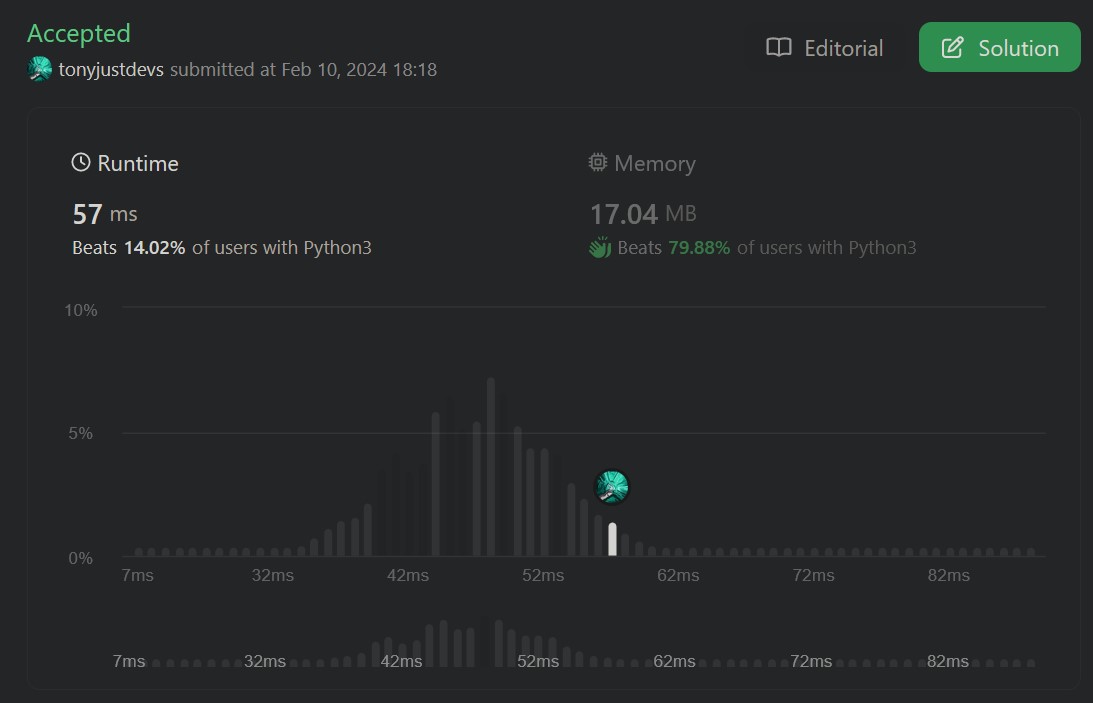 Accepted
Editorial
Solution
tonyjustdevs submitted at Feb 10, 2024 18:18
Runtime
Memory
57 ms
17.04 MB
Beats 14.02% of users with Python3
Beats 79.88% of users with Python3
10%
5%
0%
7ms 32ms 42ms 52ms 62ms 72ms 82ms
7ms 32ms 42ms 52ms 62ms 72ms 82ms